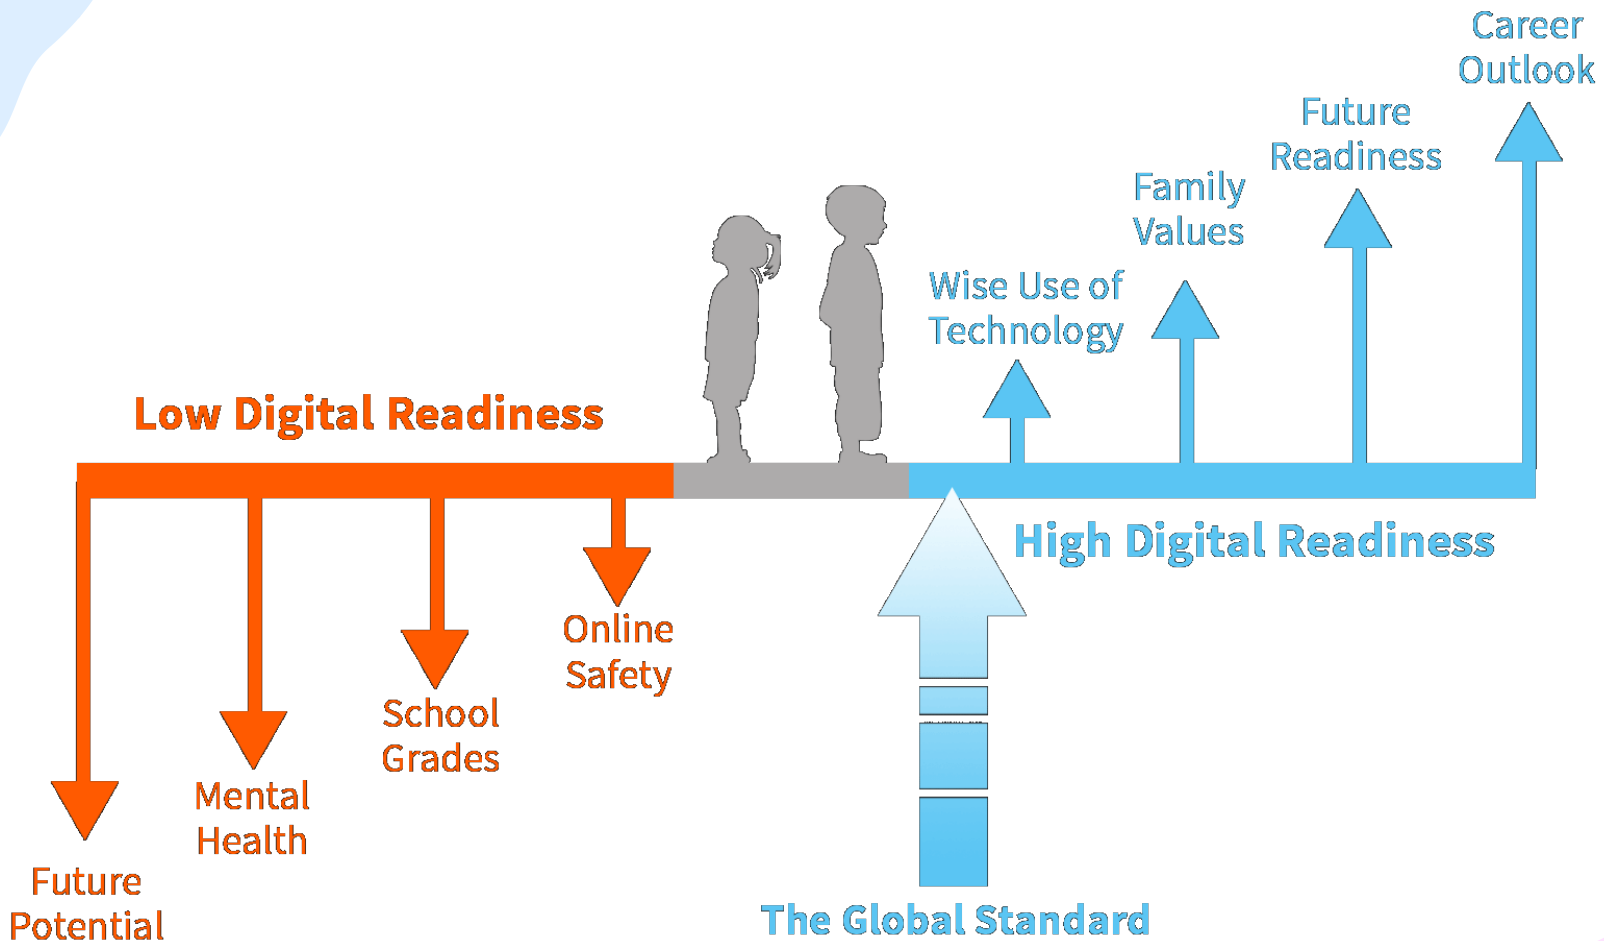 Career
Outlook
Future
Readiness
Family
Values
Wise Use of
Technology
Low Digital Readiness
High Digital Readiness
Online
Safety
School
Grades
Mental
Health
Future
Potential
The Global Standard